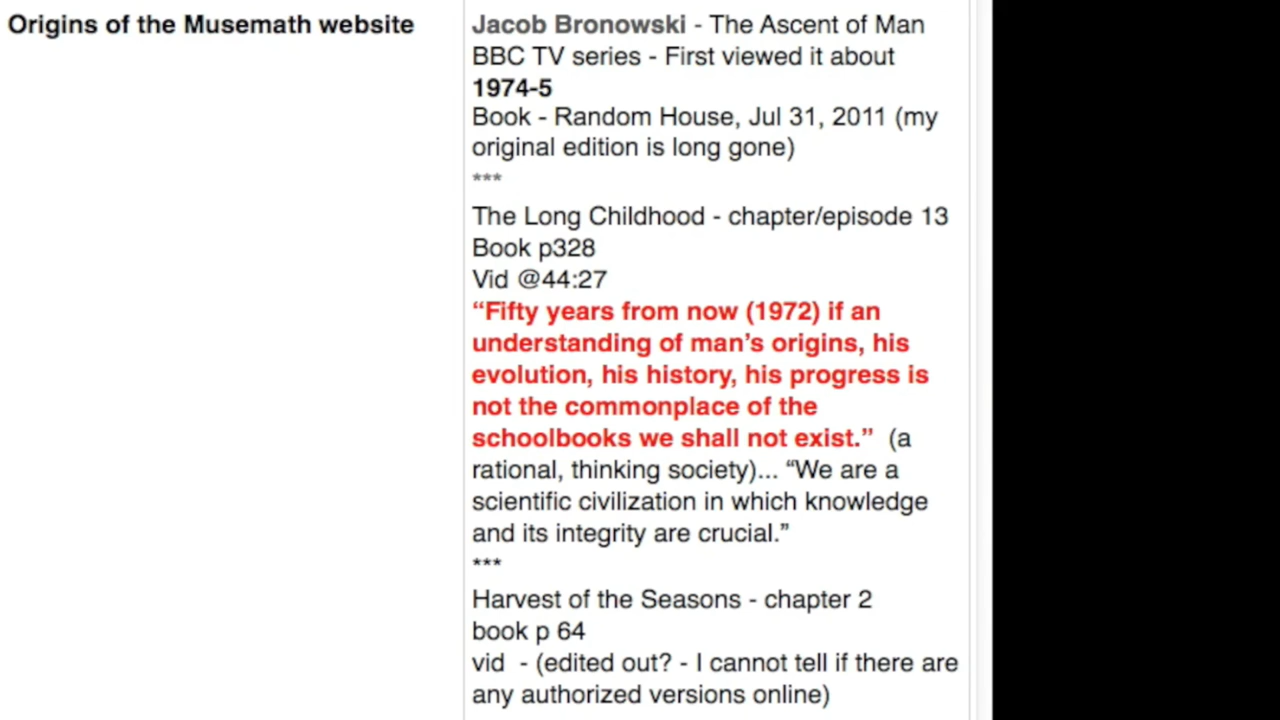 Origins of the Musemath website
Jacob Bronowski - The Ascent of Man
BBC TV series - First viewed it about
1974-5
Book - Random House, Jul 31, 2011 (my
original edition is long gone)
***
The Long Childhood - chapter/episode 13
Book p328
Vid @44:27
“Fifty years from now (1972) if an
understanding of man’s origins, his
evolution, his history, his progress is
not the commonplace of the
schoolbooks we shall not exist.” (a
rational, thinking society)... “We are a
scientific civilization in which knowledge
and its integrity are crucial.”
***
Harvest of the Seasons - chapter 2
book p 64
vid - (edited out? - I cannot tell if there are
any authorized versions online)